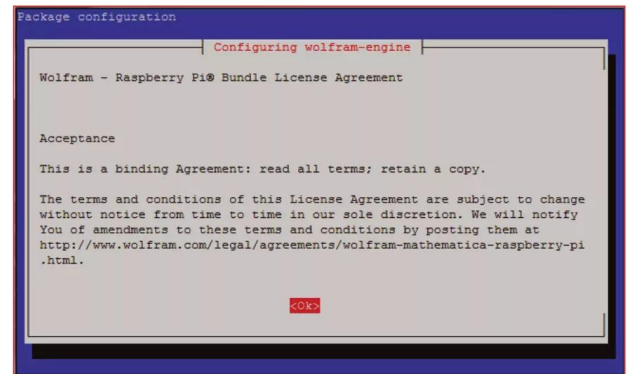 Package configuration
Configuring wolfram-engine
Wolfram - Raspberry Pi® Bundle License Agreement
Acceptance
This is a binding Agreement: read all terms; retain a copy.
The terms and conditions of this License Agreement are subject to change
without notice from time to time in our sole discretion. We will notify
You of amendments to these terms and conditions by posting them at
http://www.wolfram.com/legal/agreements/wolfram-mathematica-raspberry-pi
.html.
<Ok>